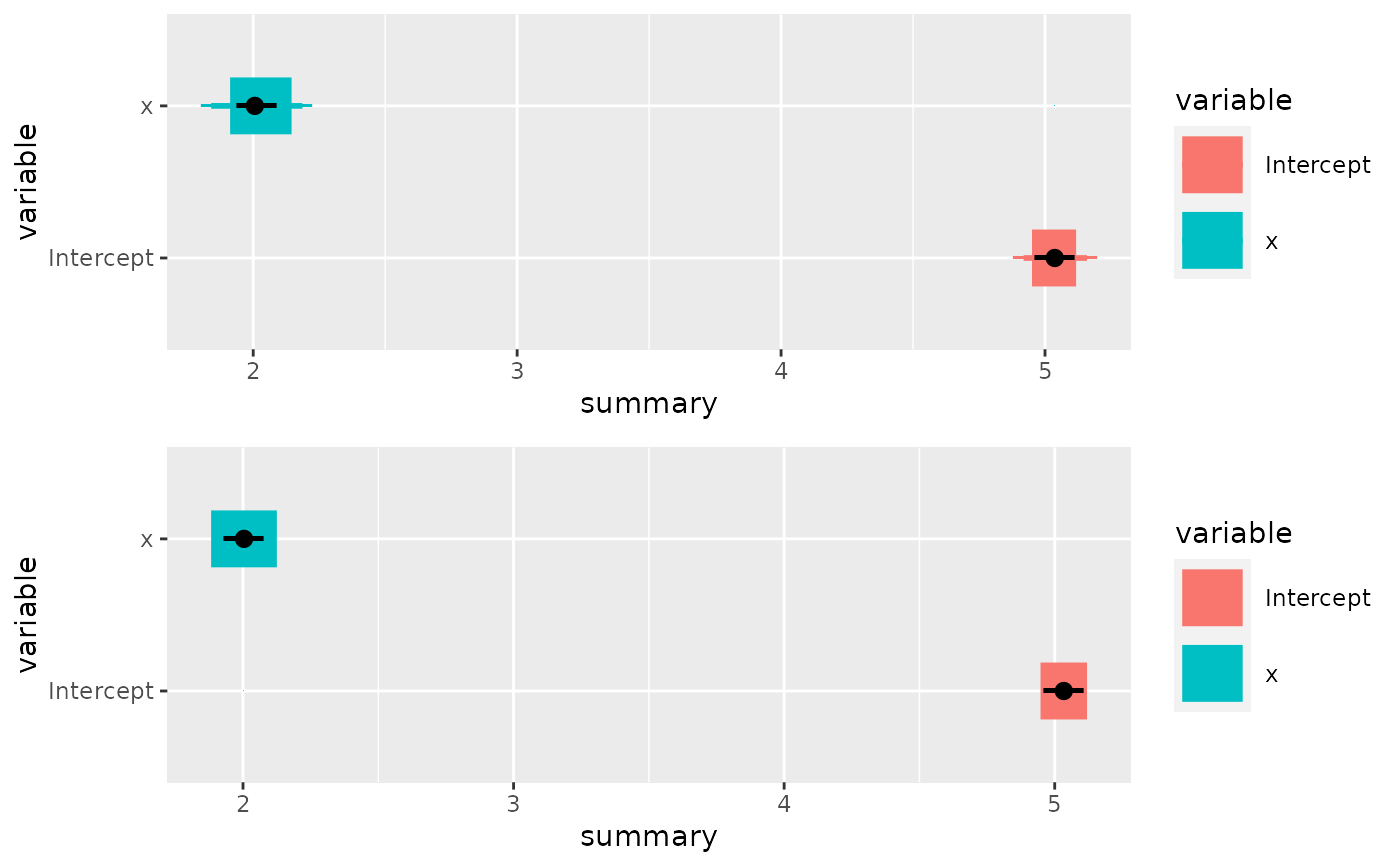 variable
x
Intercept
2 3 4 5
summary
variable
Intercept
x
variable
x
Intercept
2 3 4 5
summary
variable
Intercept
x